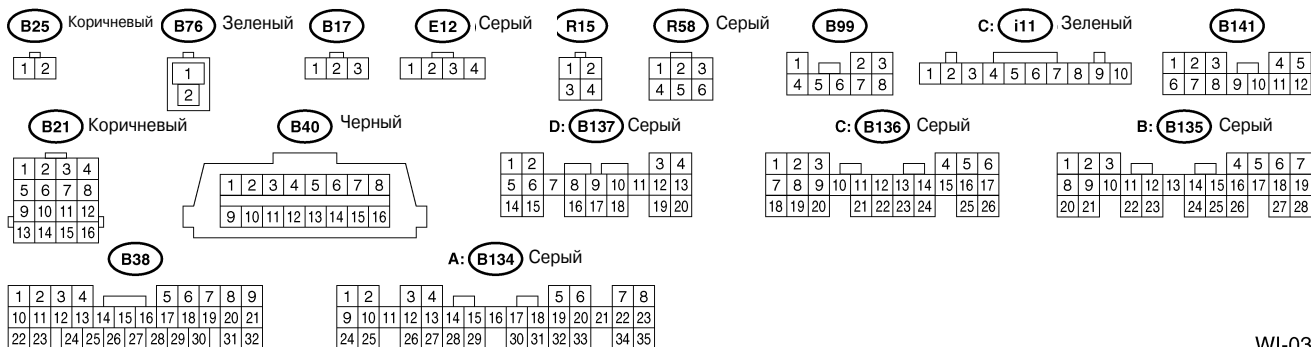 B25 Коричневый B76 Зеленый B17 E12 Серый R15 R58 Серый B99 C: i11 Зеленый B141
1 2
1
2
1 2 3
1 2 3 4
1 2
3 4
1 2 3
4 5 6
1 2 3
4 5 6 7 8
1 2 3 4 5 6 7 8 9 10
1 2 3 4 5
6 7 8 9 10 11 12
B21 Коричневый B40 Черный D: B137 Серый C: B136 Серый B: B135 Серый
1 2 3 4
5 6 7 8
9 10 11 12
13 14 15 16
1 2 3 4 5 6 7 8
9 10 11 12 13 14 15 16
1 2 3 4
5 6 7 8 9 10 11 12 13
14 15 16 17 18 19 20
1 2 3 4 5 6
7 8 9 10 11 12 13 14 15 16 17
18 19 20 21 22 23 24 25 26
1 2 3 4 5 6 7
8 9 10 11 12 13 14 15 16 17 18 19
20 21 22 23 24 25 26 27 28
B38 A: B134 Серый
1 2 3 4 5 6 7 8 9
10 11 12 13 14 15 16 17 18 19 20 21
22 23 24 25 26 27 28 29 30 31 32
1 2 3 4 5 6 7 8
9 10 11 12 13 14 15 16 17 18 19 20 21 22 23
24 25 26 27 28 29 30 31 32 33 34 35
WI-03